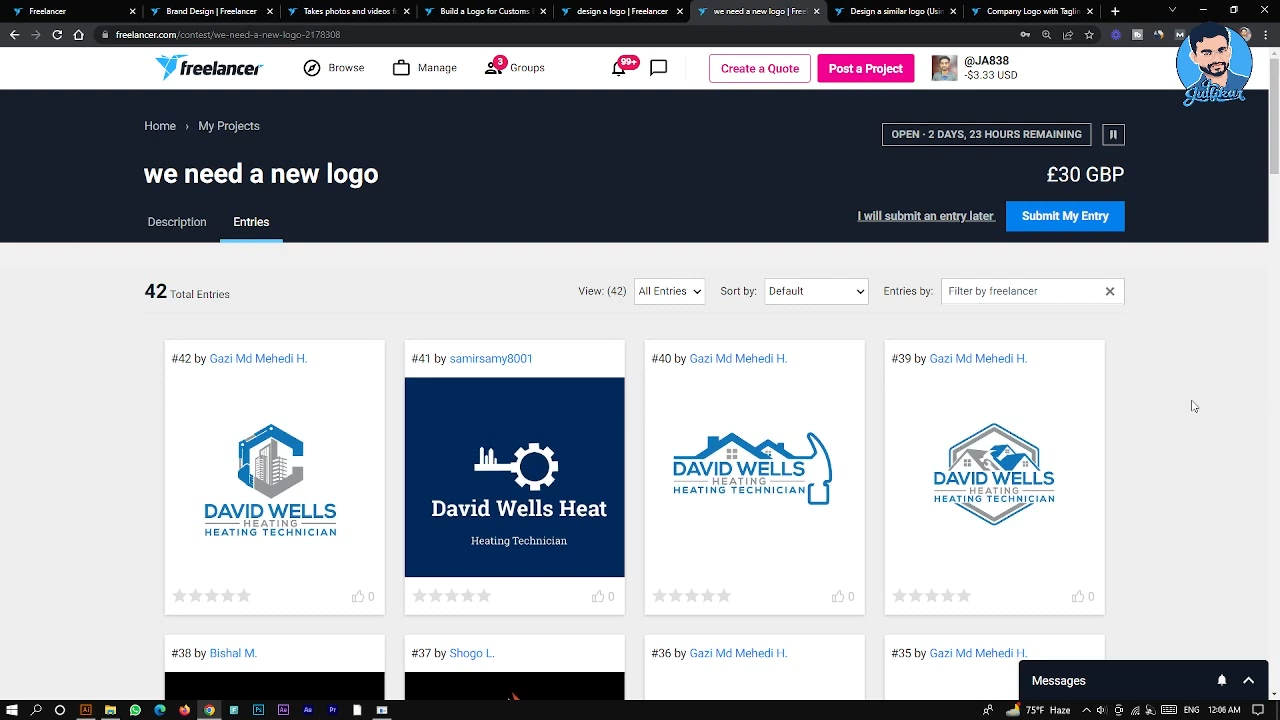 Freelancer
Brand Design | Freelancer
Takes photos and videos f
Build a Logo for Customs
design a logo | Freelancer
we need a new logo | Free
Design a similar logo (Usin
Company Logo with Taglin
freelancer.com/contest/we-need-a-new-logo-2178308
freelancer
Browse
Manage
3
Groups
99+
Create a Quote
Post a Project
@JA838
-$3.33 USD
Julfikar
Home › My Projects
OPEN · 2 DAYS, 23 HOURS REMAINING
we need a new logo
£30 GBP
Description
Entries
I will submit an entry later
Submit My Entry
42 Total Entries
View: (42)
All Entries
Sort by:
Default
Entries by:
Filter by freelancer
#42 by Gazi Md Mehedi H.
#41 by samirsamy8001
#40 by Gazi Md Mehedi H.
#39 by Gazi Md Mehedi H.
DAVID WELLS
HEATING
HEATING TECHNICIAN
David Wells Heat
Heating Technician
DAVID WELLS
HEATING
HEATING TECHNICIAN
DAVID WELLS
HEATING
HEATING TECHNICIAN
0
0
0
0
#38 by Bishal M.
#37 by Shogo L.
#36 by Gazi Md Mehedi H.
#35 by Gazi Md Mehedi H.
Messages
Ai
Ps
Ae
Au
Pr
75°F Haze
ENG
12:06 AM